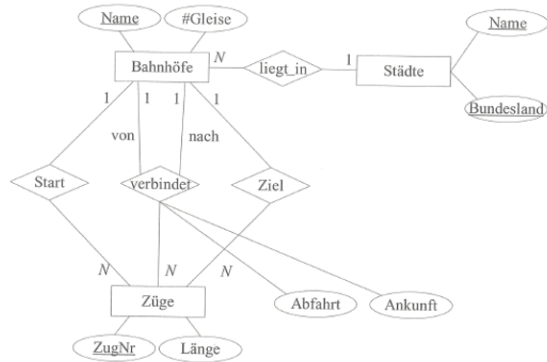 Name
#Gleise
Name
Bahnhöfe
N
liegt_in
1
Städte
1
1
1
1
Bundesland
von
nach
Start
verbindet
Ziel
N
N
N
Züge
Abfahrt
Ankunft
ZugNr
Länge